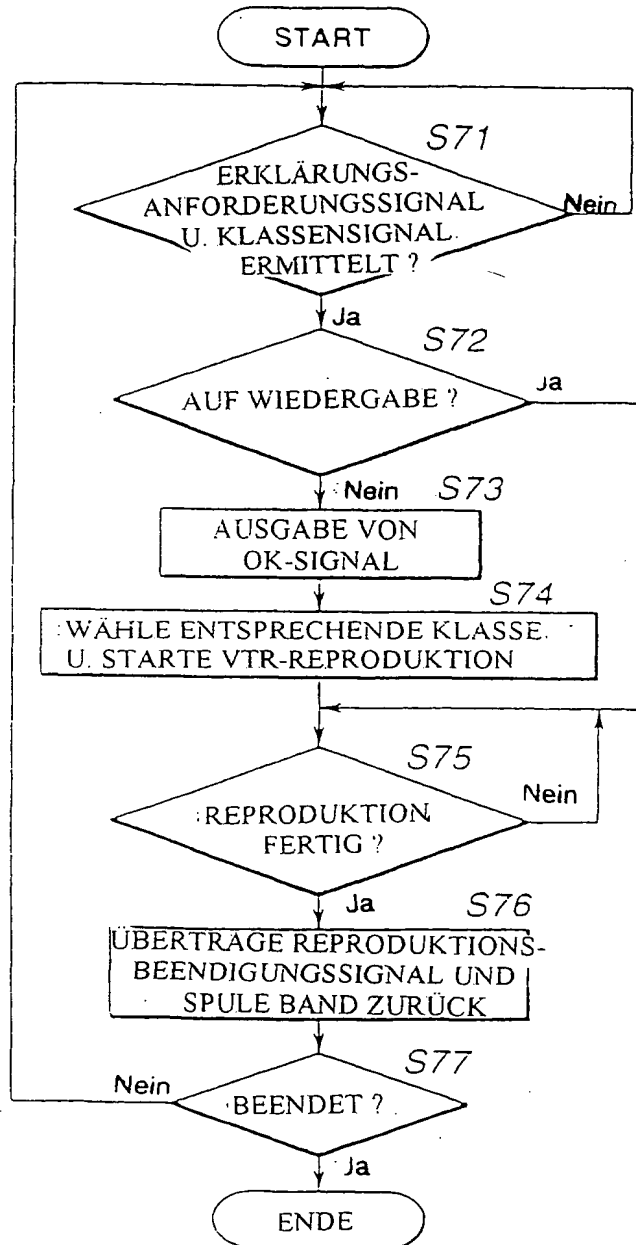 START
S71
ERKLÄRUNGS-
ANFORDERUNGSSIGNAL
U. KLASSENSIGNAL
ERMITTELT ?
Nein
Ja
S72
AUF WIEDERGABE ?
Ja
Nein
S73
AUSGABE VON
OK-SIGNAL
S74
WÄHLE ENTSPRECHENDE KLASSE
U. STARTE VTR-REPRODUKTION
S75
REPRODUKTION
FERTIG ?
Nein
Ja
S76
ÜBERTRAGE REPRODUKTIONS-
BEENDIGUNGSSIGNAL UND
SPULE BAND ZURÜCK
S77
Nein
BEENDET ?
Ja
ENDE